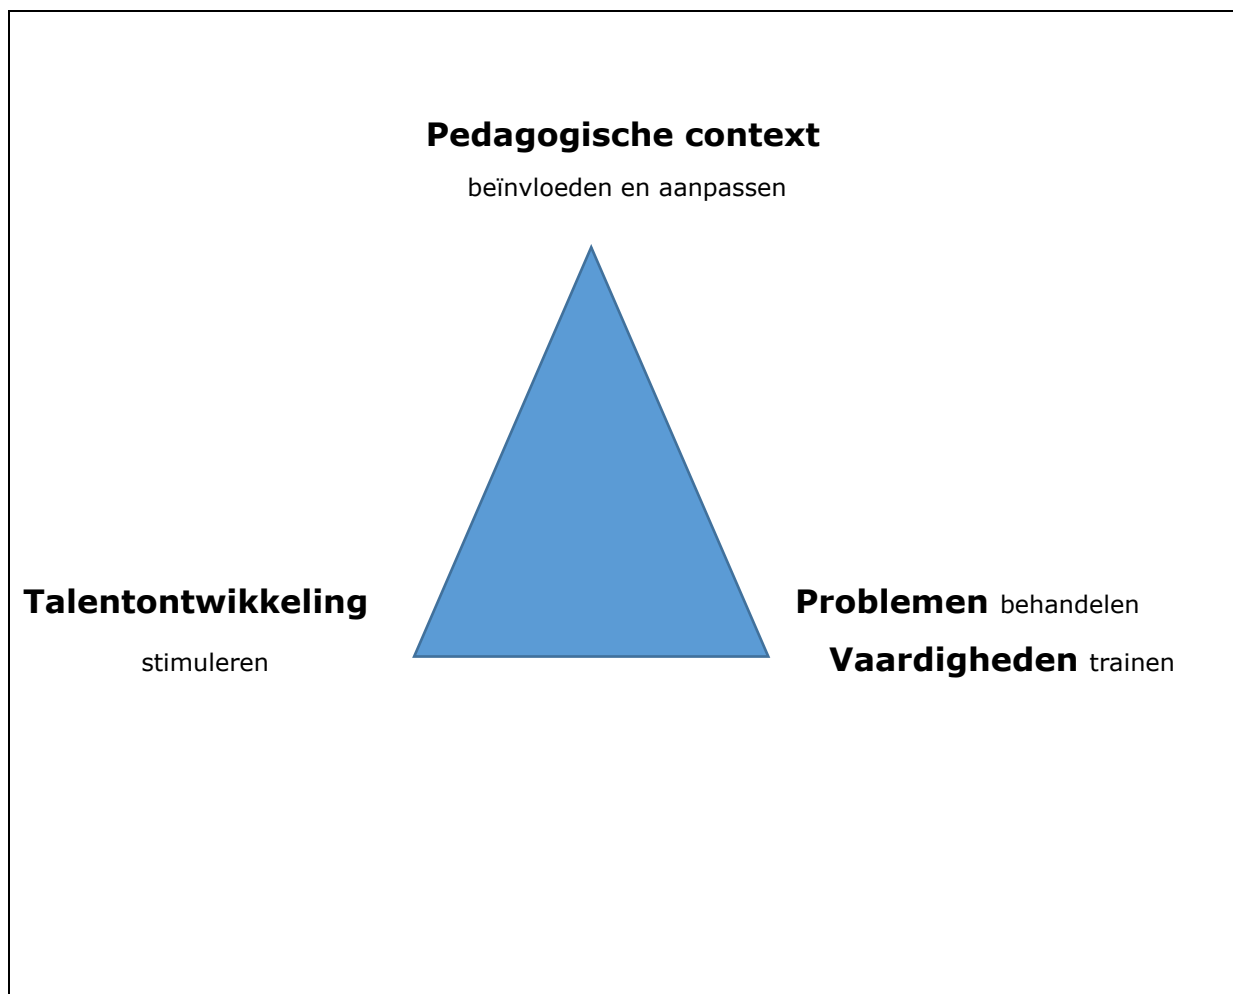 Pedagogische context
beïnvloeden en aanpassen
Talentontwikkeling
stimuleren
Problemen behandelen
Vaardigheden trainen